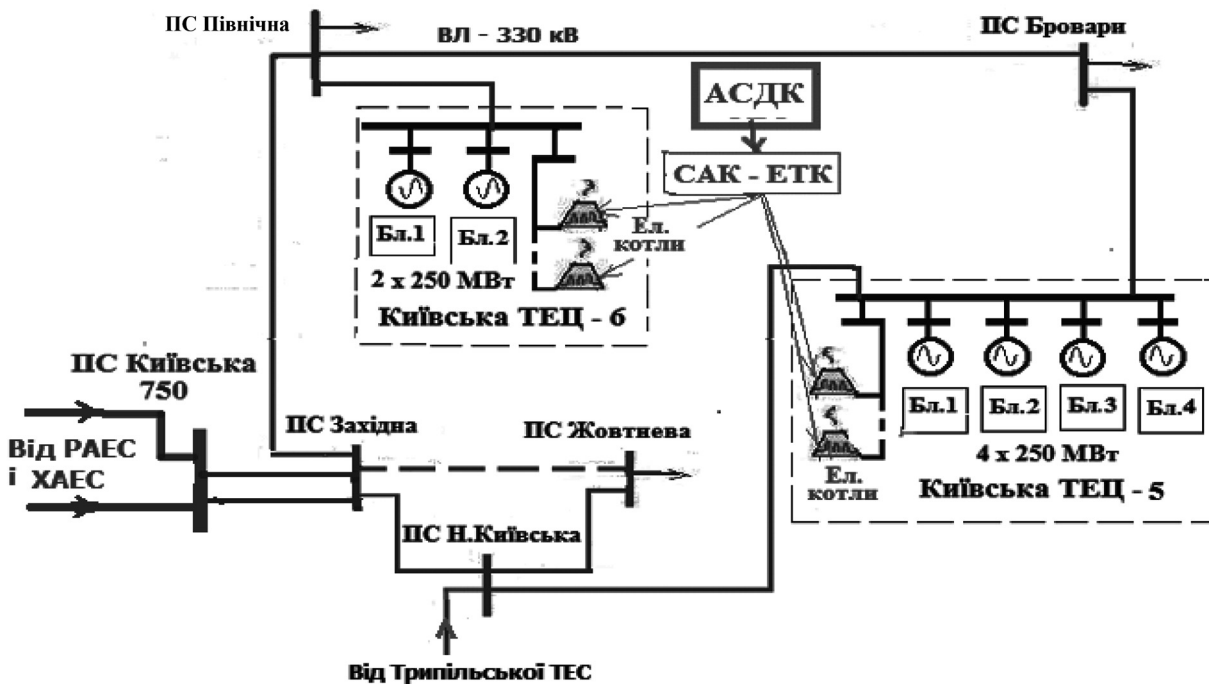 ПС Північна
ВЛ - 330 кВ
ПС Бровари
АСДК
САК - ЕТК
Ел.
котли
Бл.1
Бл.2
2 х 250 МВт
Київська ТЕЦ - 6
ПС Київська
750
Від РАЕС
і ХАЕС
ПС Західна
ПС Жовтнева
ПС Н.Київська
Від Трипільської ТЕС
Бл.1
Бл.2
Бл.3
Бл.4
4 х 250 МВт
Ел.
котли
Київська ТЕЦ - 5